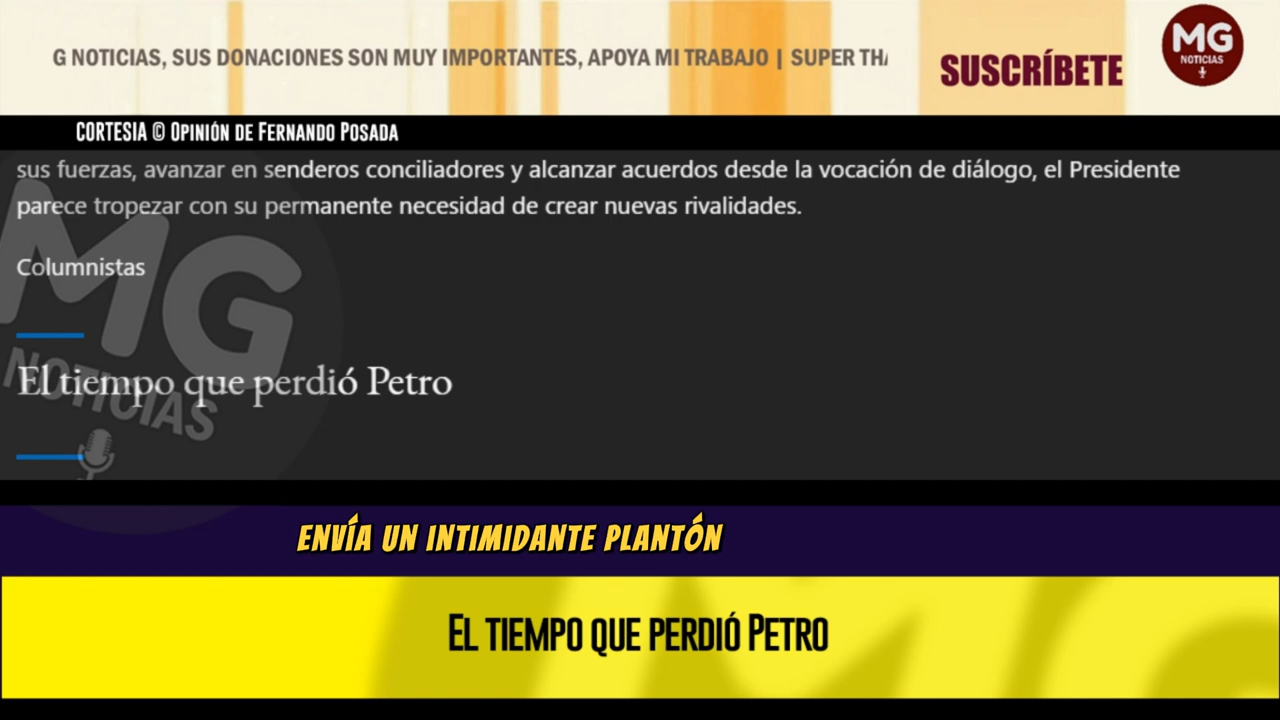 G NOTICIAS, SUS DONACIONES SON MUY IMPORTANTES, APOYA MI TRABAJO | SUPER
SUSCRÍBETE
MG
NOTICIAS
CORTESIA © OPINIÓN DE FERNANDO POSADA
sus fuerzas, avanzar en senderos conciliadores y alcanzar acuerdos desde la vocación de diálogo, el Presidente
parece tropezar con su permanente necesidad de crear nuevas rivalidades.
Columnistas
MG
NOTICIAS
El tiempo que perdió Petro
ENVÍA UN INTIMIDANTE PLANTÓN
EL TIEMPO QUE PERDIÓ PETRO